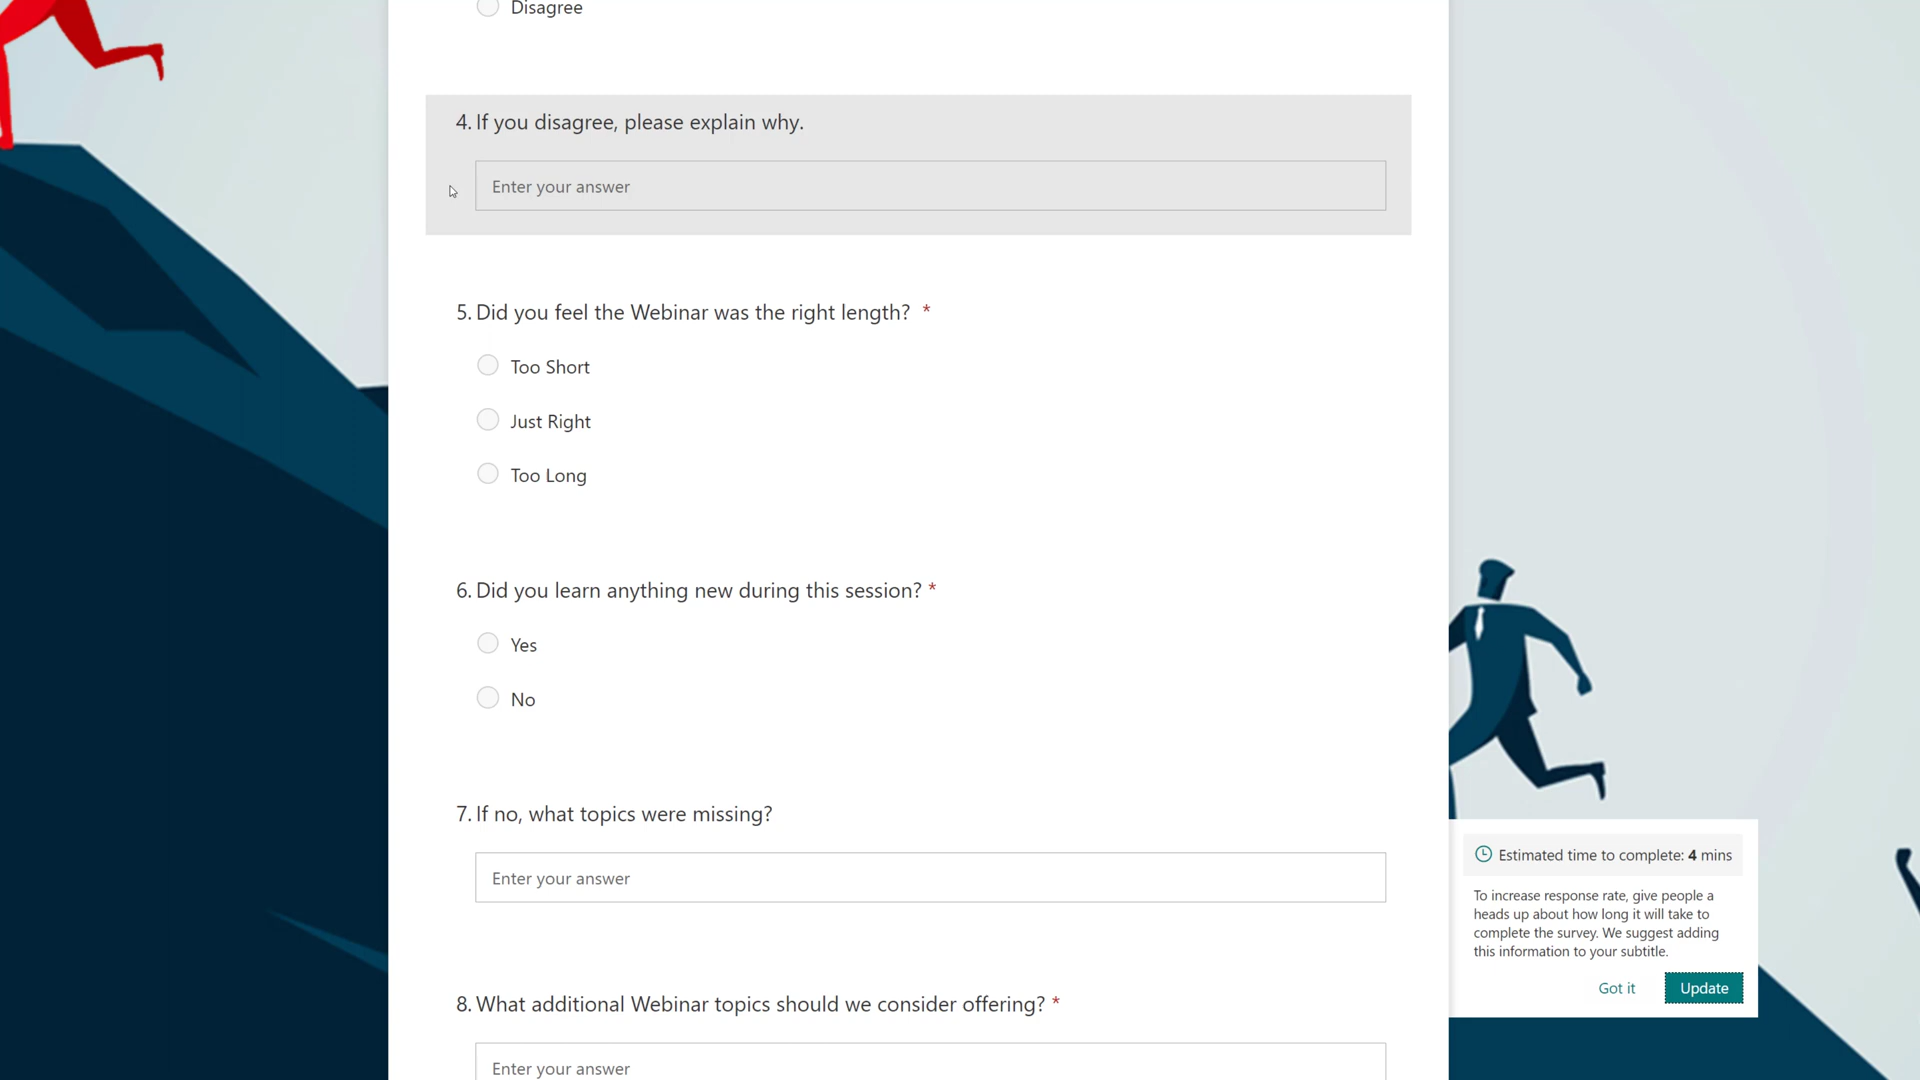 Disagree
4. If you disagree, please explain why.
Enter your answer
5. Did you feel the Webinar was the right length? *
Too Short
Just Right
Too Long
6. Did you learn anything new during this session? *
Yes
No
7. If no, what topics were missing?
Enter your answer
Estimated time to complete: 4 mins
To increase response rate, give people a
heads up about how long it will take to
complete the survey. We suggest adding
this information to your subtitle.
Got it
Update
8. What additional Webinar topics should we consider offering? *
Enter your answer